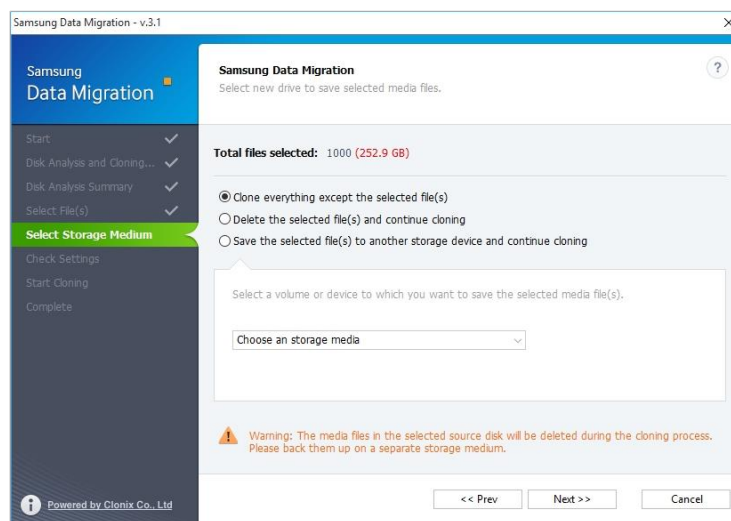 Samsung Data Migration - v.3.1
Samsung
Data Migration
Start
Disk Analysis and Cloning...
Disk Analysis Summary
Select File(s)
Select Storage Medium
Check Settings
Start Cloning
Complete
Powered by Clonix Co., Ltd
Samsung Data Migration
Select new drive to save selected media files.
?
Total files selected: 1000 (252.9 GB)
Clone everything except the selected file(s)
Delete the selected file(s) and continue cloning
Save the selected file(s) to another storage device and continue cloning
Select a volume or device to which you want to save the selected media file(s).
Choose an storage media
Warning: The media files in the selected source disk will be deleted during the cloning process.
Please back them up on a separate storage medium.
<< Prev
Next >>
Cancel